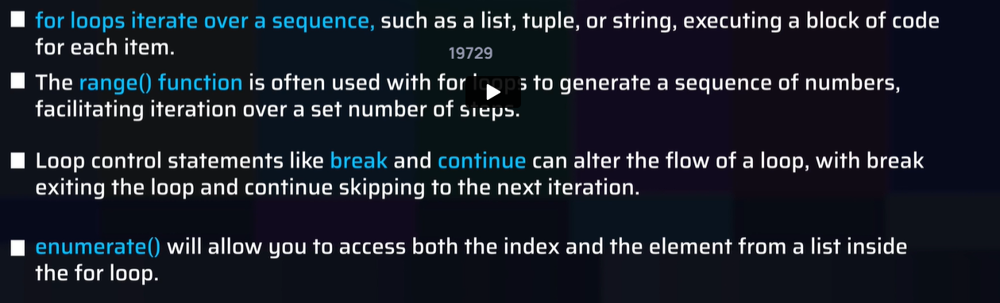 for loops iterate over a sequence, such as a list, tuple, or string, executing a block of code
for each item.
19729
The range() function is often used with for loops to generate a sequence of numbers,
facilitating iteration over a set number of steps.
Loop control statements like break and continue can alter the flow of a loop, with break
exiting the loop and continue skipping to the next iteration.
enumerate() will allow you to access both the index and the element from a list inside
the for loop.